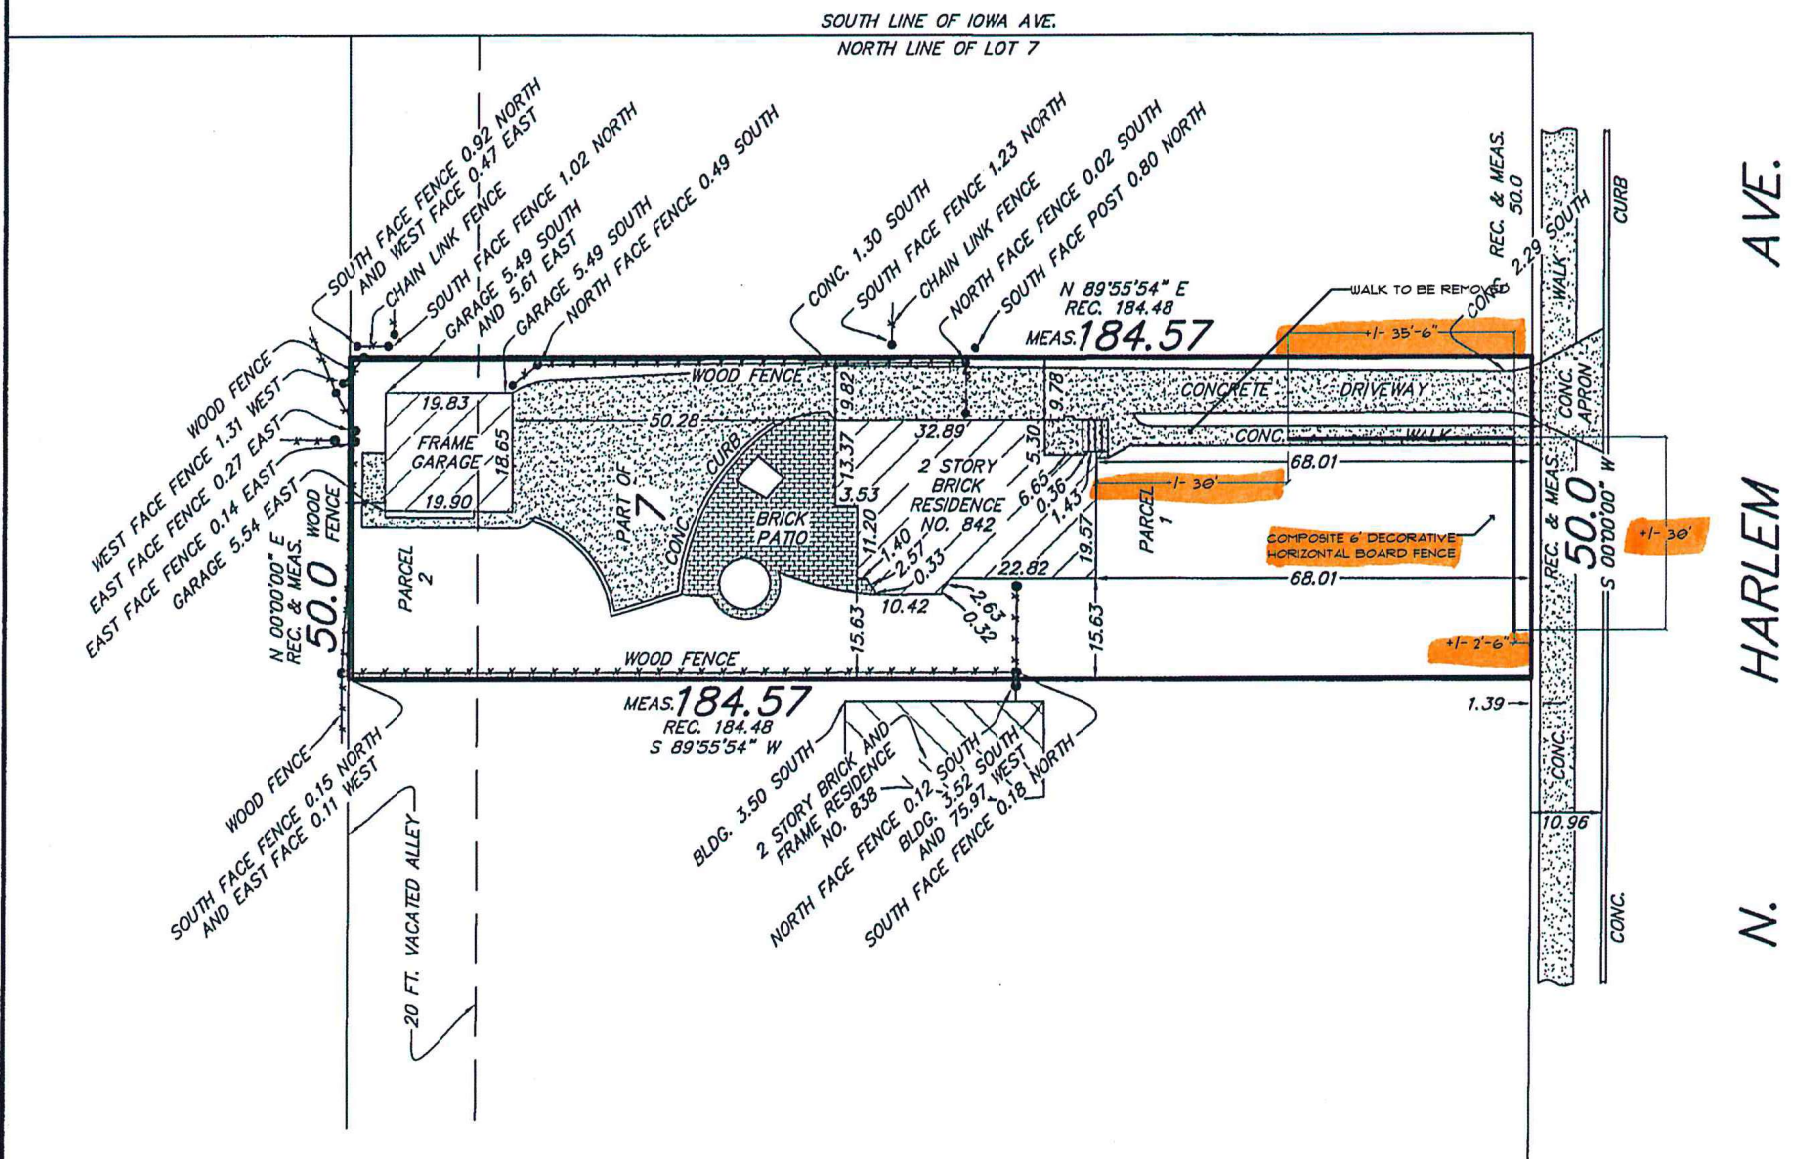 SOUTH LINE OF IOWA AVE.
NORTH LINE OF LOT 7
SOUTH FACE FENCE 0.92 NORTH
AND WEST FACE 0.47 EAST
CHAIN LINK FENCE
SOUTH FACE FENCE 1.02 NORTH
GARAGE 5.49 SOUTH
AND 5.61 EAST
GARAGE 5.49 SOUTH
NORTH FACE FENCE 0.49 SOUTH
CONC. 1.30 SOUTH
SOUTH FACE FENCE 1.23 NORTH
CHAIN LINK FENCE
NORTH FACE FENCE 0.02 SOUTH
SOUTH FACE POST 0.80 NORTH
N 89°55'54" E
REC. 184.48
MEAS. 184.57
WALK TO BE REMOVED
CONC. 2.29 SOUTH
REC. & MEAS.
50.0
+/- 35'-6"
CONC. WALK
CURB
CONC.
APRON
N. HARLEM AVE.
WOOD FENCE
WEST FACE FENCE 1.31 WEST
EAST FACE FENCE 0.27 EAST
EAST FACE FENCE 0.14 EAST
GARAGE 5.54 EAST
N 00°00'00" E
REC. & MEAS.
50.0
WOOD
FENCE
19.83
FRAME
GARAGE
18.65
19.90
50.28
WOOD FENCE
PART OF
7
CONC. CURB
BRICK
PATIO
9.82
13.37
3.53
11.20
32.89
5.30
9.78
2 STORY
BRICK
RESIDENCE
NO. 842
6.65
0.36
1.43
19.57
1.40
2.57
0.33
10.42
22.82
2.63
0.32
15.63
15.63
CONCRETE DRIVEWAY
CONC. WALK
68.01
-/- 30'
PARCEL
1
COMPOSITE 6' DECORATIVE
HORIZONTAL BOARD FENCE
68.01
+/- 2'-6"
REC. & MEAS.
50.0
S 00°00'00" W
+/- 30'
PARCEL
2
WOOD FENCE
MEAS. 184.57
REC. 184.48
S 89°55'54" W
1.39
CONC.
10.96
CONC.
WOOD FENCE
SOUTH FACE FENCE 0.15 NORTH
AND EAST FACE 0.11 WEST
20 FT. VACATED ALLEY
BLDG. 3.50 SOUTH
2 STORY BRICK AND
FRAME RESIDENCE
NO. 838
NORTH FACE FENCE 0.12 SOUTH
BLDG. 3.52 SOUTH
AND 75.97 WEST
SOUTH FACE FENCE 0.18 NORTH